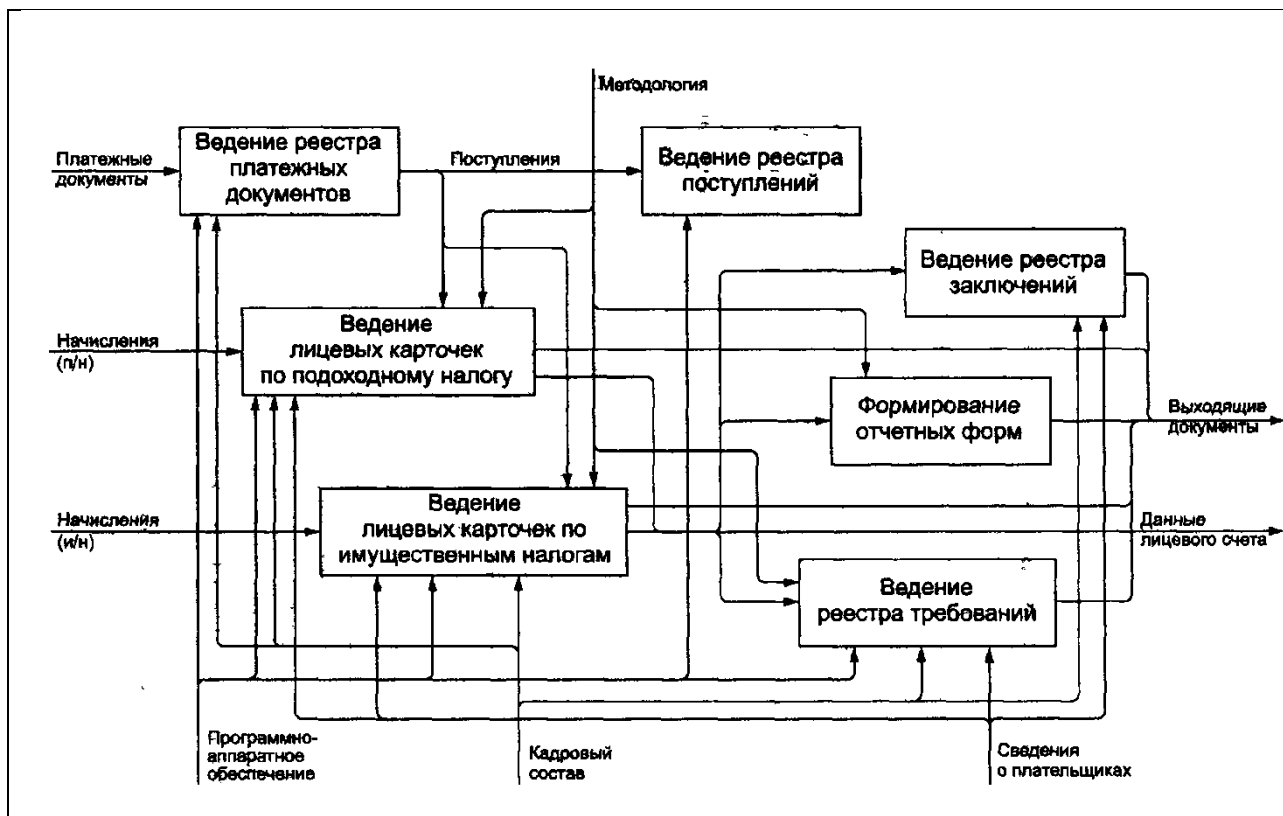 Методология
Ведение реестра
платежных
документов
Платежные
документы
Поступления
Ведение реестра
поступлений
Ведение реестра
заключений
Начисления
(п/н)
Ведение
лицевых карточек
по подоходному налогу
Формирование
отчетных форм
Выходящие
документы
Начисления
(и/н)
Ведение
лицевых карточек по
имущественным налогам
Данные
лицевого счета
Ведение
реестра требований
Программно-
аппаратное
обеспечение
Кадровый
состав
Сведения
о плательщиках